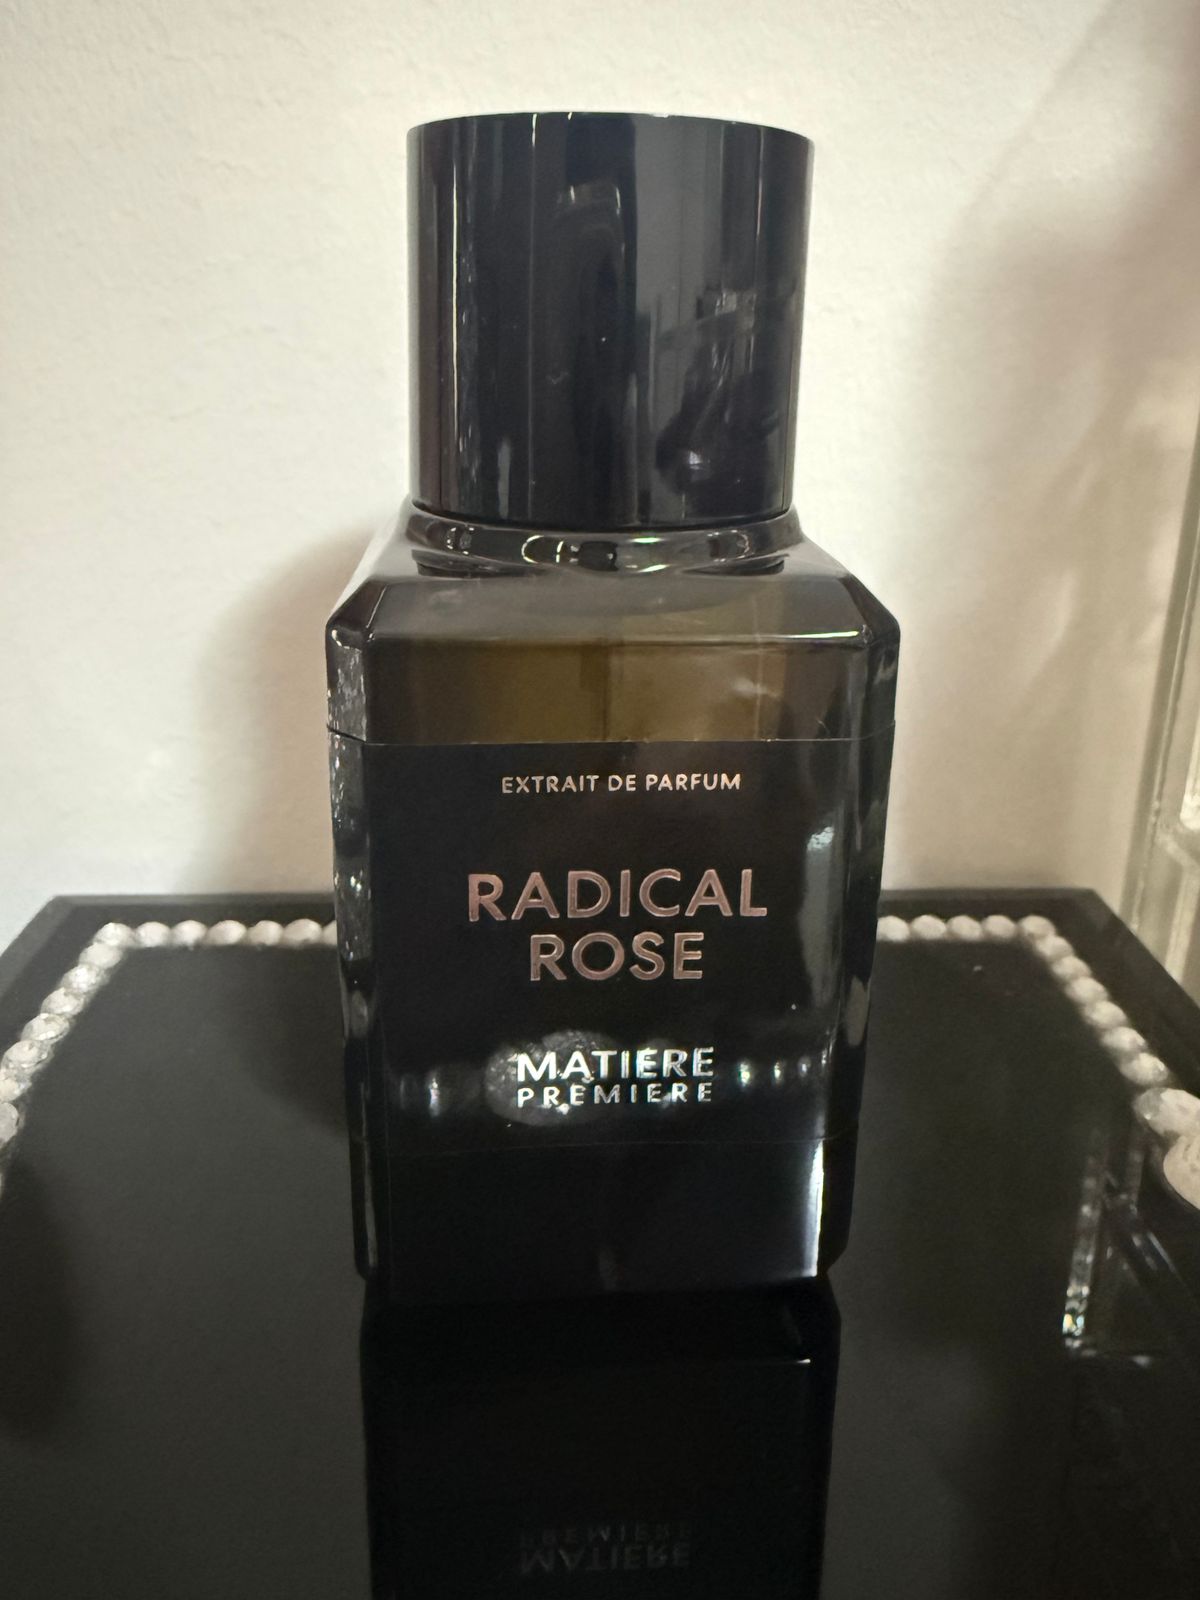 EXTRAIT DE PARFUM
RADICAL
ROSE
MATIERE
PREMIERE